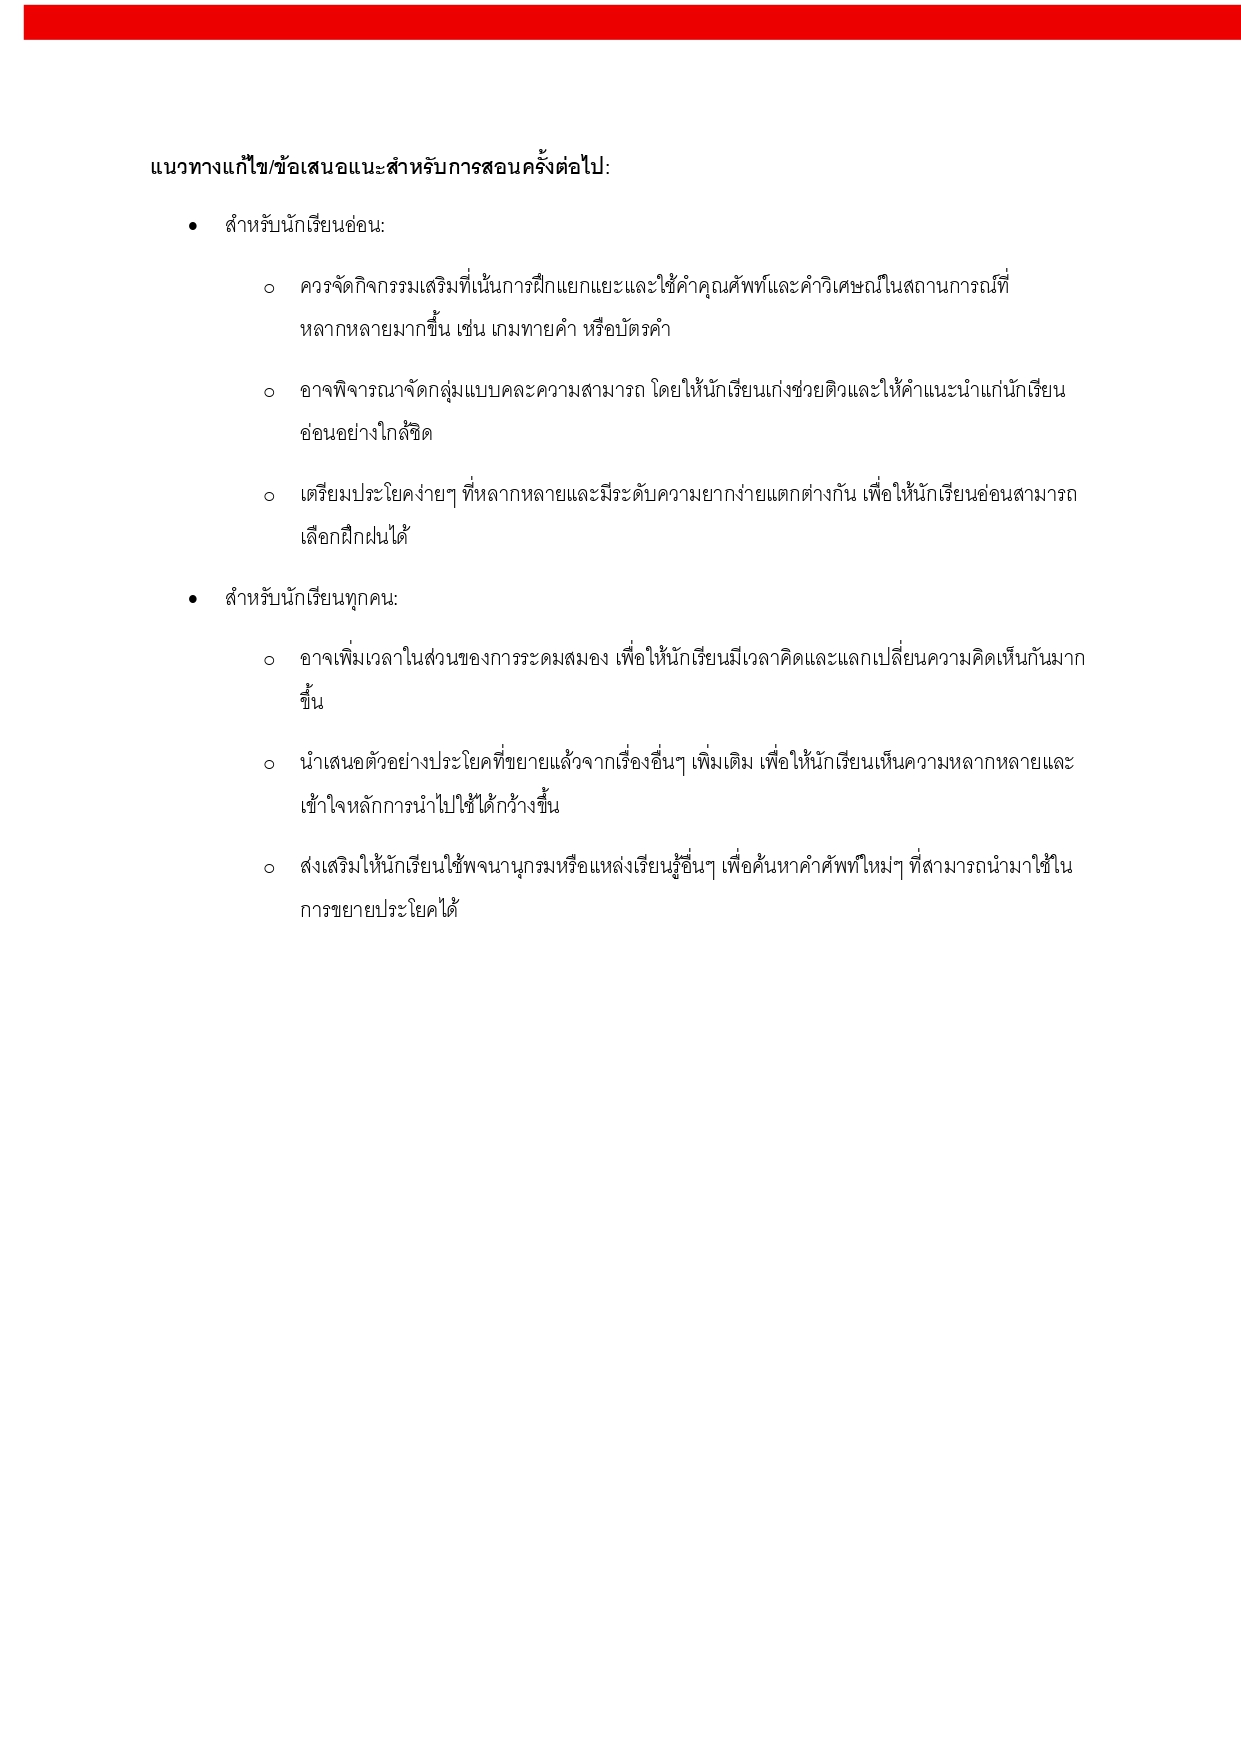 แนวทางแก้ไข/ข้อเสนอแนะสำหรับการสอนครั้งต่อไป:
• สำหรับนักเรียนอ่อน:
o ควรจัดกิจกรรมเสริมที่เน้นการฝึกแยกแยะและใช้คำคุณศัพท์และคำวิเศษณ์ในสถานการณ์ที่
หลากหลายมากขึ้น เช่น เกมทายคำ หรือบัตรคำ
o อาจพิจารณาจัดกลุ่มแบบคละความสามารถ โดยให้นักเรียนเก่งช่วยติวและให้คำแนะนำแก่นักเรียน
อ่อนอย่างใกล้ชิด
o เตรียมประโยคง่ายๆ ที่หลากหลายและมีระดับความยากง่ายแตกต่างกัน เพื่อให้นักเรียนอ่อนสามารถ
เลือกฝึกฝนได้
• สำหรับนักเรียนทุกคน:
o อาจเพิ่มเวลาในส่วนของการระดมสมอง เพื่อให้นักเรียนมีเวลาคิดและแลกเปลี่ยนความคิดเห็นกันมาก
ขึ้น
o นำเสนอตัวอย่างประโยคที่ขยายแล้วจากเรื่องอื่นๆ เพิ่มเติม เพื่อให้นักเรียนเห็นความหลากหลายและ
เข้าใจหลักการนำไปใช้ได้กว้างขึ้น
o ส่งเสริมให้นักเรียนใช้พจนานุกรมหรือแหล่งเรียนรู้อื่นๆ เพื่อค้นหาคำศัพท์ใหม่ๆ ที่สามารถนำมาใช้ใน
การขยายประโยคได้